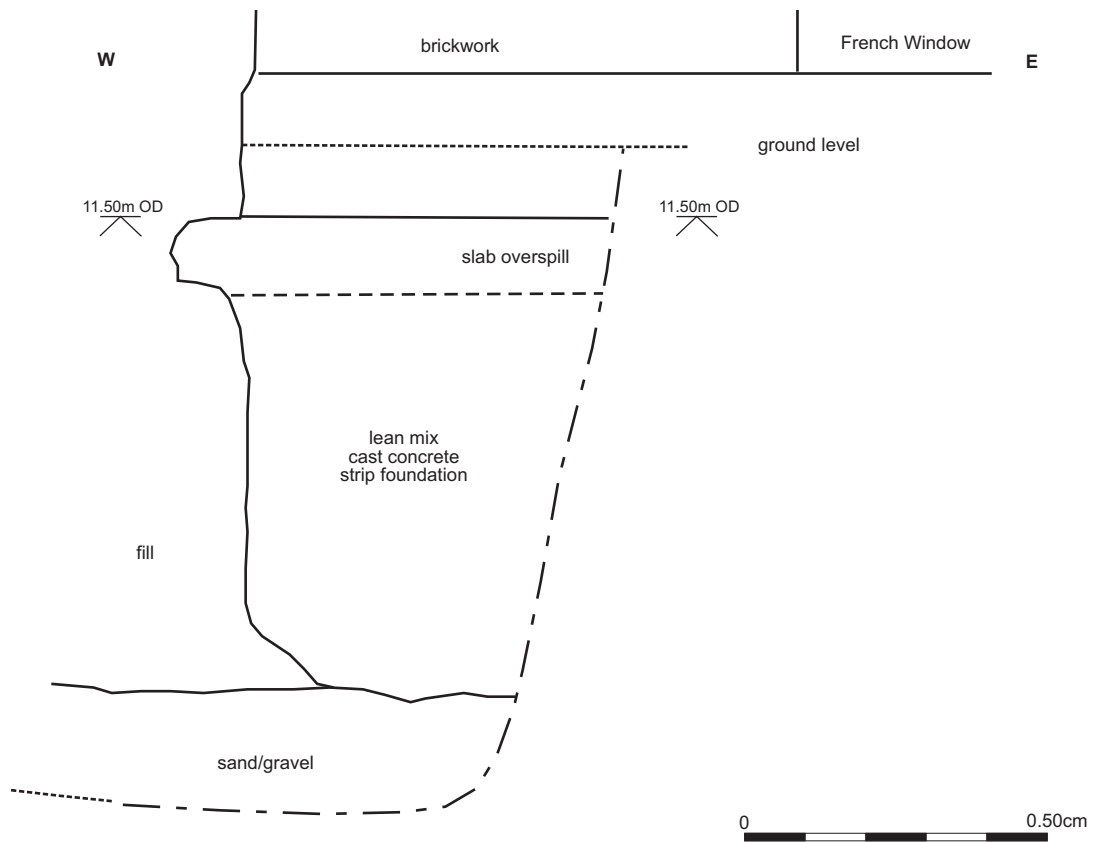 W
brickwork
French Window
E
ground level
11.50m OD
11.50m OD
slab overspill
lean mix
cast concrete
strip foundation
fill
sand/gravel
0
0.50cm